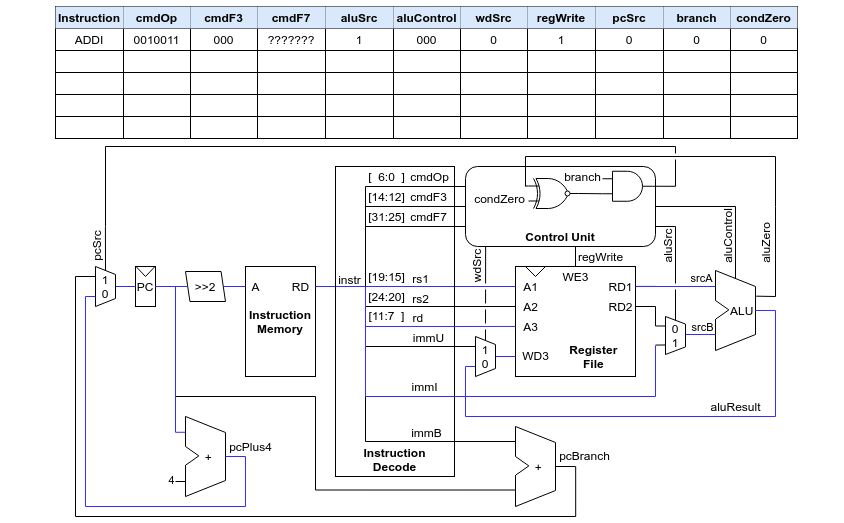 Instruction cmdOp cmdF3 cmdF7 aluSrc aluControl wdSrc regWrite pcSrc branch condZero
ADDI 0010011 000 ??????? 1 000 0 1 0 0 0
[ 6:0 ] cmdOp
[14:12] cmdF3
[31:25] cmdF7
branch
condZero
Control Unit
pcSrc
wdSrc
regWrite
aluSrc
aluControl
aluZero
1
0
PC
>>2
A RD
Instruction
Memory
instr
[19:15] rs1
[24:20] rs2
[11:7 ] rd
immU
immI
immB
Instruction
Decode
1
0
WE3
A1 RD1
A2 RD2
A3
WD3
Register
File
0
1
srcA
srcB
ALU
aluResult
4
+
pcPlus4
+
pcBranch